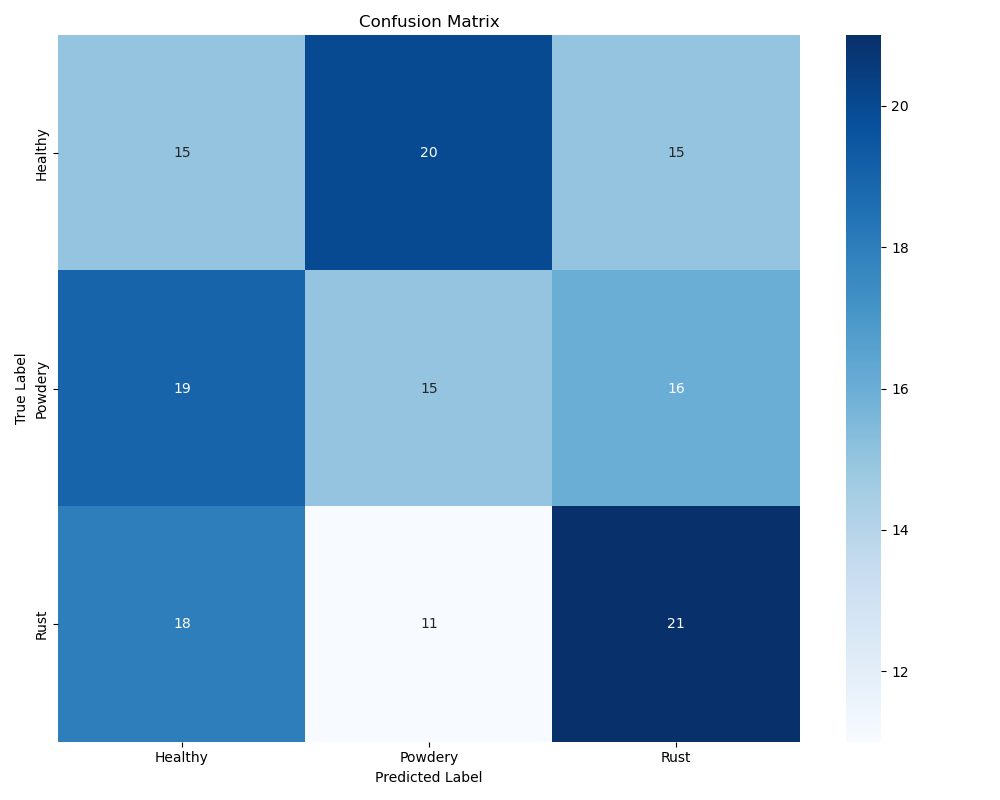 Confusion Matrix
True Label
Healthy
Powdery
Rust
15 20 15
19 15 16
18 11 21
Healthy Powdery Rust
Predicted Label
20
18
16
14
12